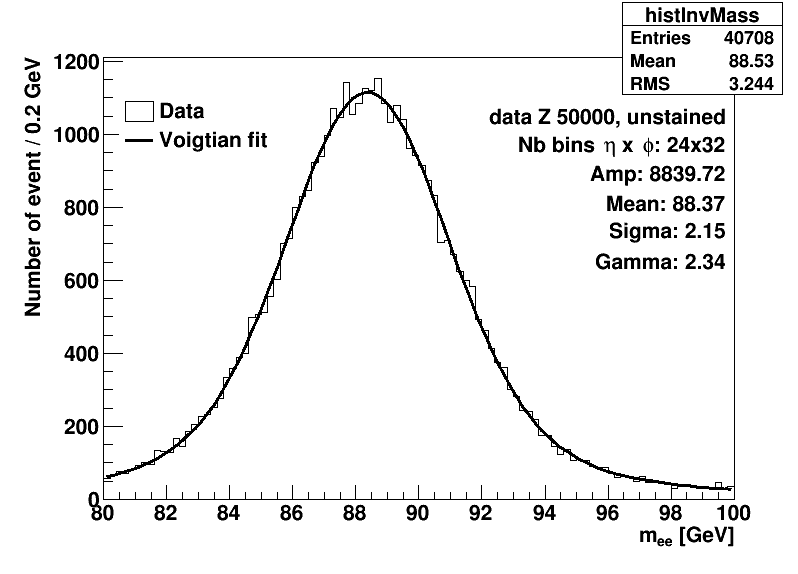 histInvMass
Entries 40708
Mean 88.53
RMS 3.244
Number of event / 0.2 GeV
1200
1000
800
600
400
200
0
Data
Voigtian fit
data Z 50000, unstained
Nb bins η x ϕ: 24x32
Amp: 8839.72
Mean: 88.37
Sigma: 2.15
Gamma: 2.34
80 82 84 86 88 90 92 94 96 98 100
mee [GeV]